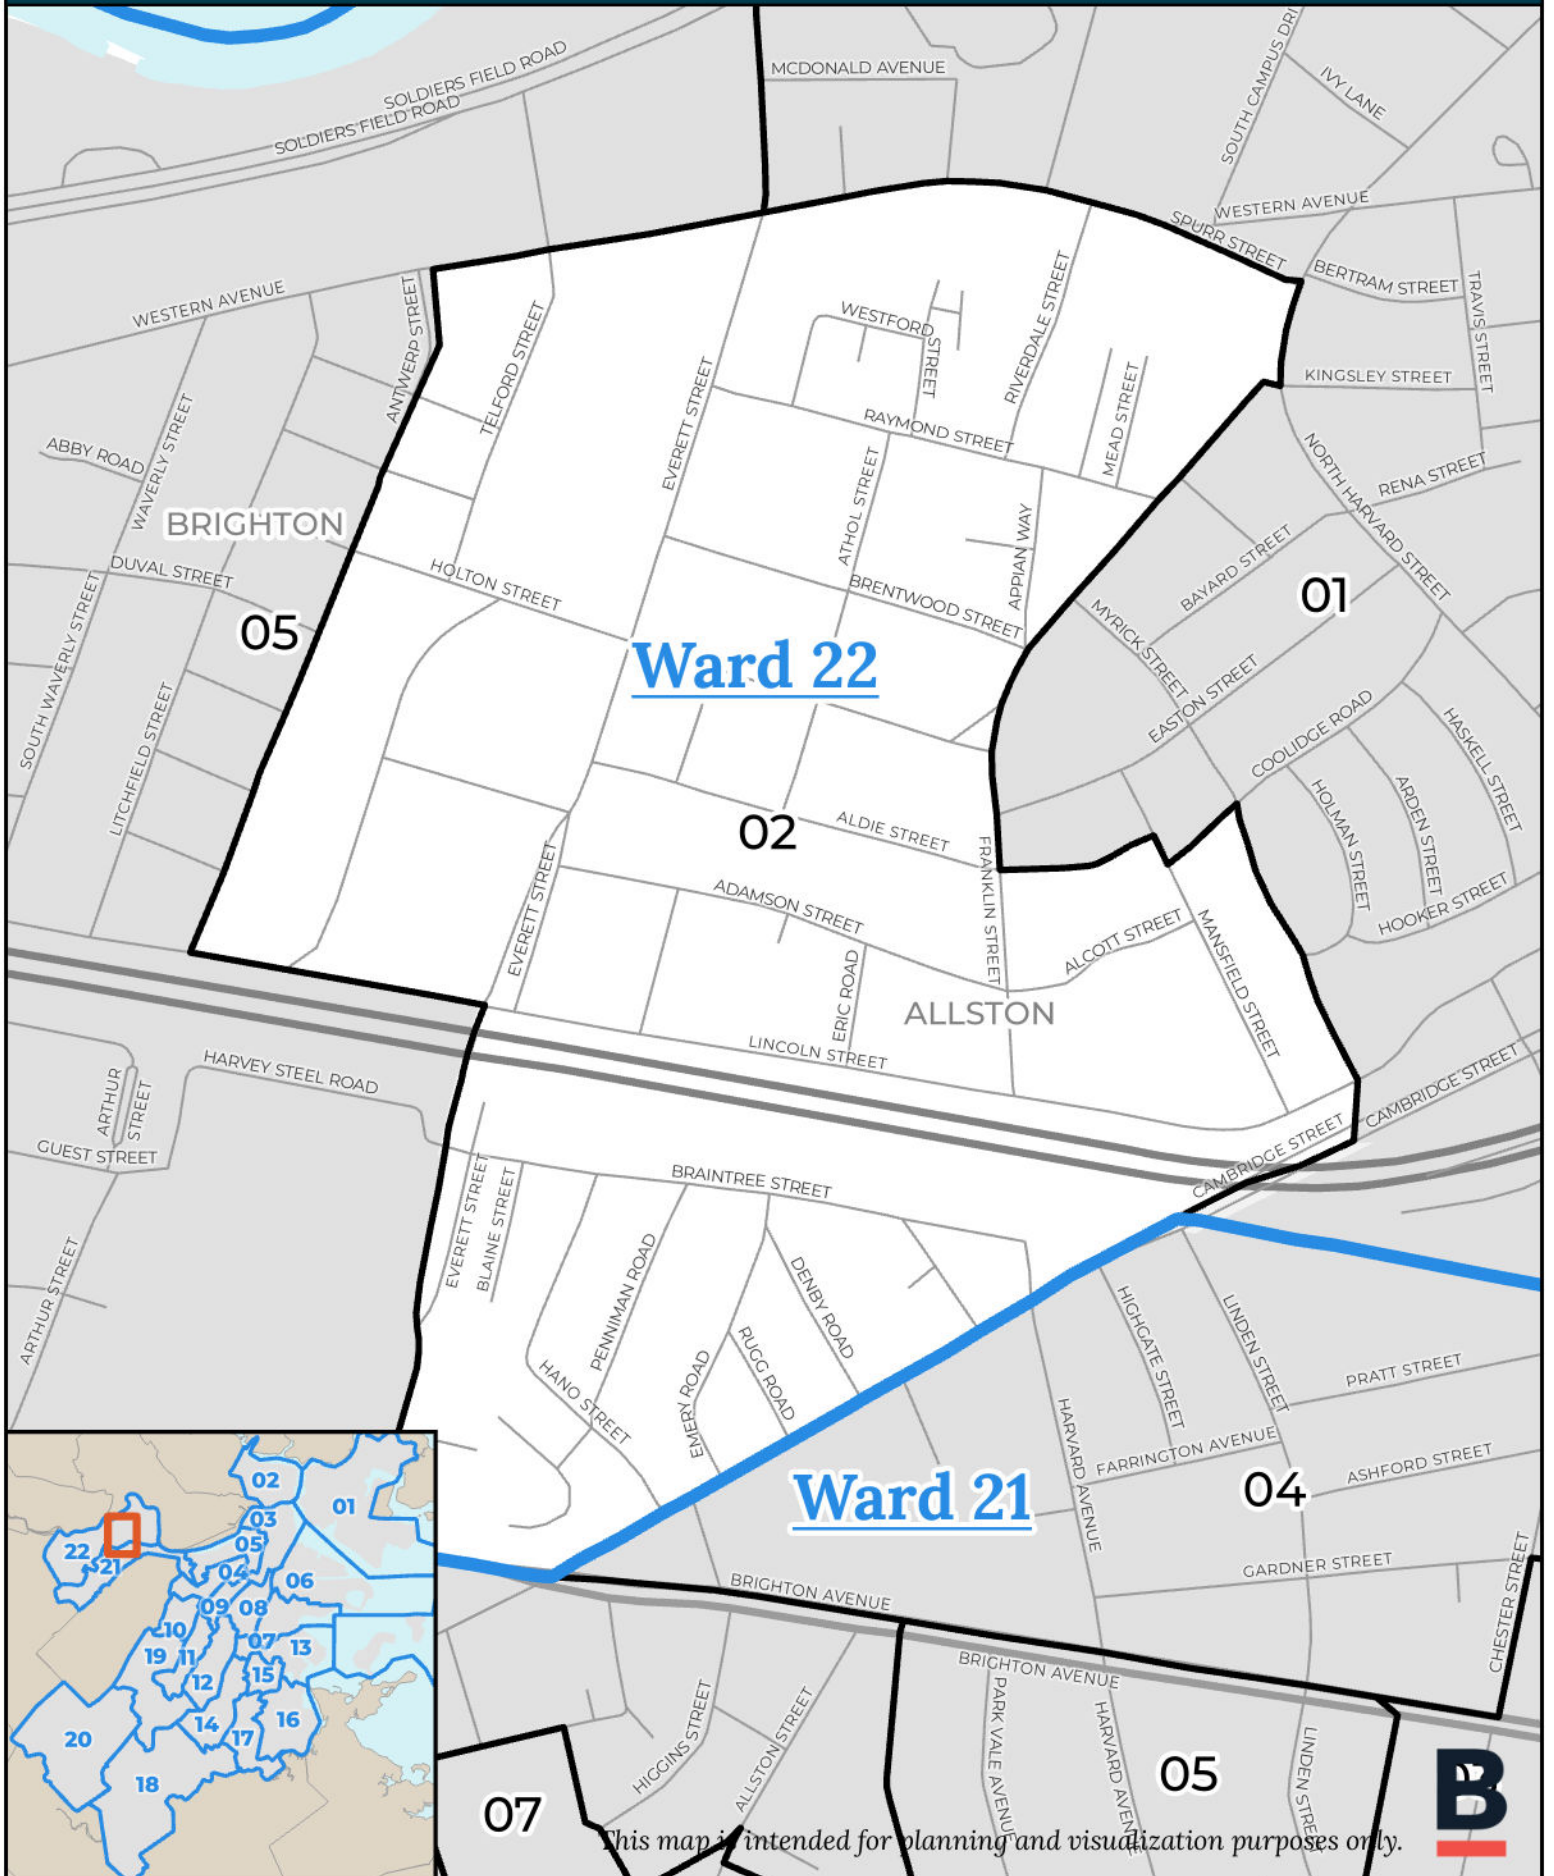 SOLDIERS FIELD ROAD
SOLDIERS FIELD ROAD
MCDONALD AVENUE
SOUTH CAMPUS DRI
IVY LANE
WESTERN AVENUE
SPURR STREET
BERTRAM STREET
TRAVIS STREET
WESTERN AVENUE
ANTWERP STREET
TELFORD STREET
WESTFORD
STREET
RIVERDALE STREET
KINGSLEY STREET
EVERETT STREET
MEAD STREET
RAYMOND STREET
ABBY ROAD
WAVERLY STREET
NORTH HARVARD STREET
RENA STREET
BRIGHTON
ATHOL STREET
APPIAN WAY
DUVAL STREET
HOLTON STREET
BRENTWOOD STREET
BAYARD STREET
01
MYRICK STREET
05
Ward 22
SOUTH WAVERLY STREET
EASTON STREET
COOLIDGE ROAD
HASKELL STREET
LITCHFIELD STREET
02
ALDIE STREET
HOLMAN STREET
ARDEN STREET
FRANKLIN STREET
EVERETT STREET
ADAMSON STREET
HOOKER STREET
ALCOTT STREET
MANSFIELD STREET
ERIC ROAD
ALLSTON
LINCOLN STREET
HARVEY STEEL ROAD
ARTHUR
STREET
CAMBRIDGE STREET
GUEST STREET
CAMBRIDGE STREET
BRAINTREE STREET
EVERETT STREET
BLAINE STREET
ARTHUR STREET
PENNIMAN ROAD
DENBY ROAD
HIGHGATE STREET
LINDEN STREET
RUGG ROAD
HANO STREET
EMERY ROAD
PRATT STREET
HARVARD AVENUE
FARRINGTON AVENUE
ASHFORD STREET
Ward 21
04
GARDNER STREET
CHESTER STREET
BRIGHTON AVENUE
BRIGHTON AVENUE
HIGGINS STREET
ALLSTON STREET
PARK VALE AVENUE
HARVARD AVENUE
LINDEN STREET
05
07
02
01
03
05
22
21
04
06
09
08
10
07
13
19
11
12
15
14
16
17
20
18
This map is intended for planning and visualization purposes only.
B